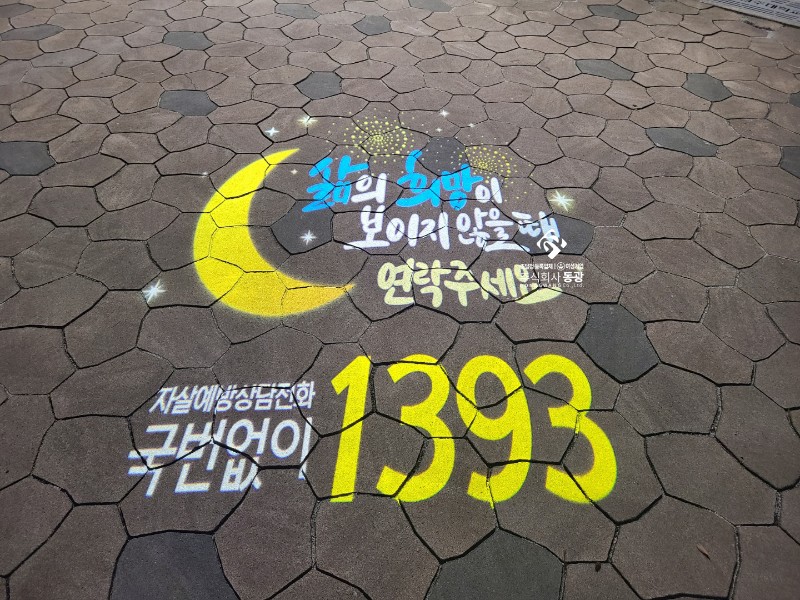 삶의 희망이
보이지 않을 때
연락주세요
주식회사 동광
자살예방상담전화
국번없이 1393